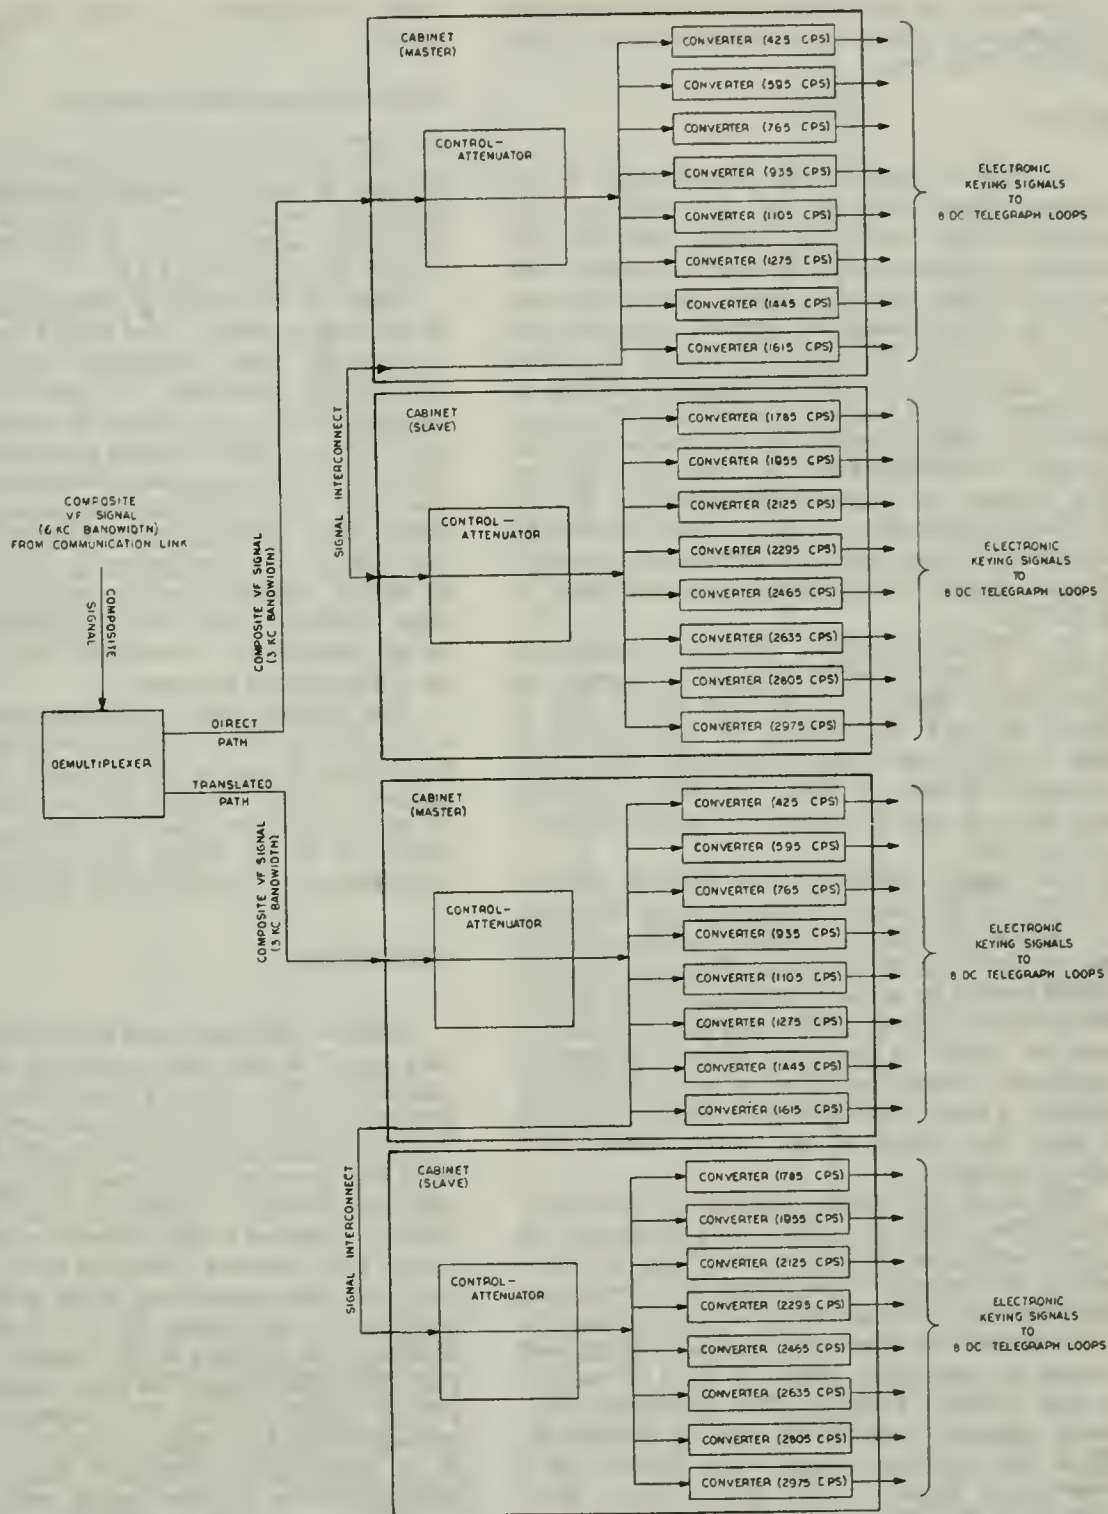 CABINET
(MASTER)
CONTROL-
ATTENUATOR
CONVERTER (425 CPS)
CONVERTER (595 CPS)
CONVERTER (765 CPS)
CONVERTER (935 CPS)
CONVERTER (1105 CPS)
CONVERTER (1275 CPS)
CONVERTER (1445 CPS)
CONVERTER (1615 CPS)
ELECTRONIC
KEYING SIGNALS
TO
8 DC TELEGRAPH LOOPS
SIGNAL INTERCONNECT
CABINET
(SLAVE)
CONTROL-
ATTENUATOR
CONVERTER (1785 CPS)
CONVERTER (1955 CPS)
CONVERTER (2125 CPS)
CONVERTER (2295 CPS)
CONVERTER (2465 CPS)
CONVERTER (2635 CPS)
CONVERTER (2805 CPS)
CONVERTER (2975 CPS)
ELECTRONIC
KEYING SIGNALS
TO
8 DC TELEGRAPH LOOPS
COMPOSITE
VF SIGNAL
(6 KC BANDWIDTH)
FROM COMMUNICATION LINK
COMPOSITE
SIGNAL
COMPOSITE VF SIGNAL
(3 KC BANDWIDTH)
DEMULTIPLEXER
DIRECT
PATH
TRANSLATED
PATH
COMPOSITE VF SIGNAL
(3 KC BANDWIDTH)
CABINET
(MASTER)
CONTROL-
ATTENUATOR
CONVERTER (425 CPS)
CONVERTER (595 CPS)
CONVERTER (765 CPS)
CONVERTER (935 CPS)
CONVERTER (1105 CPS)
CONVERTER (1275 CPS)
CONVERTER (1445 CPS)
CONVERTER (1615 CPS)
ELECTRONIC
KEYING SIGNALS
TO
8 DC TELEGRAPH LOOPS
SIGNAL INTERCONNECT
CABINET
(SLAVE)
CONTROL-
ATTENUATOR
CONVERTER (1785 CPS)
CONVERTER (1955 CPS)
CONVERTER (2125 CPS)
CONVERTER (2295 CPS)
CONVERTER (2465 CPS)
CONVERTER (2635 CPS)
CONVERTER (2805 CPS)
CONVERTER (2975 CPS)
ELECTRONIC
KEYING SIGNALS
TO
8 DC TELEGRAPH LOOPS